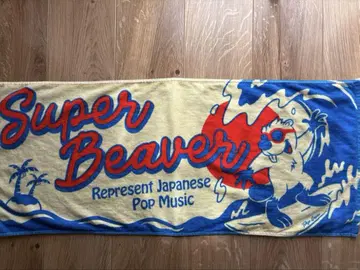 Super
Beaver
Represent Japanese
Pop Music